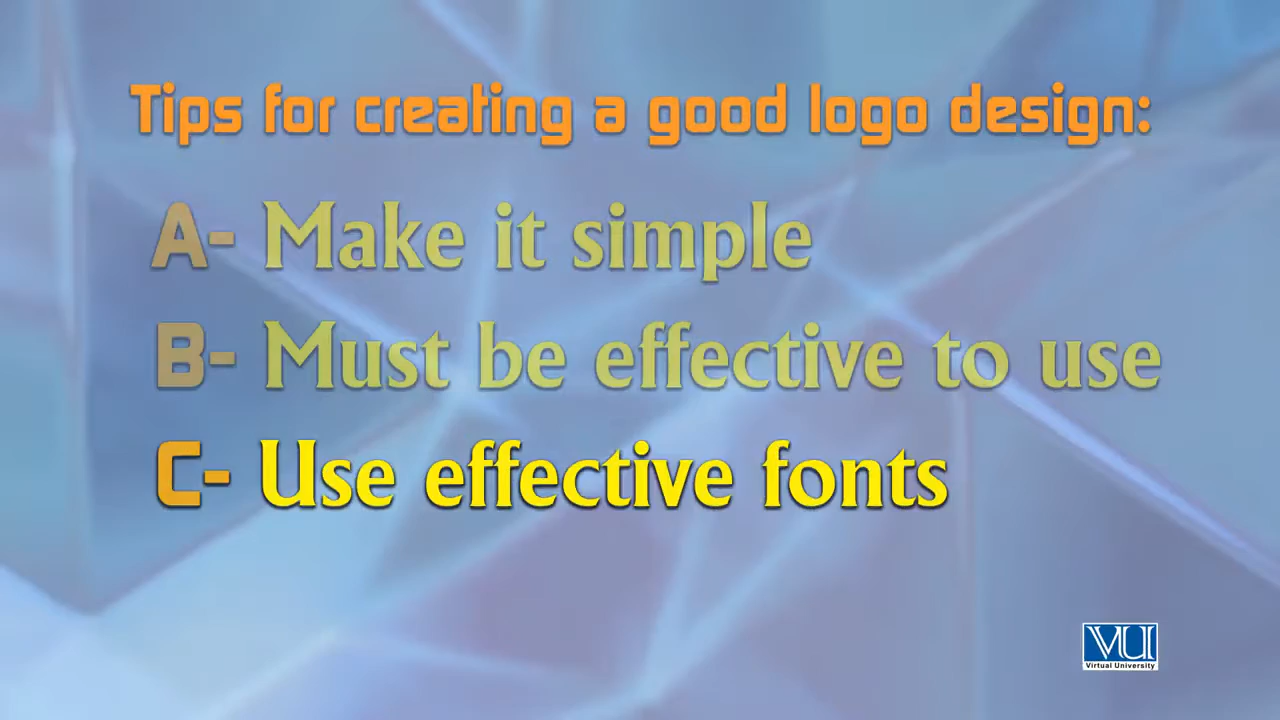 Tips for creating a good logo design:
A- Make it simple
B- Must be effective to use
C- Use effective fonts
VU
Virtual University